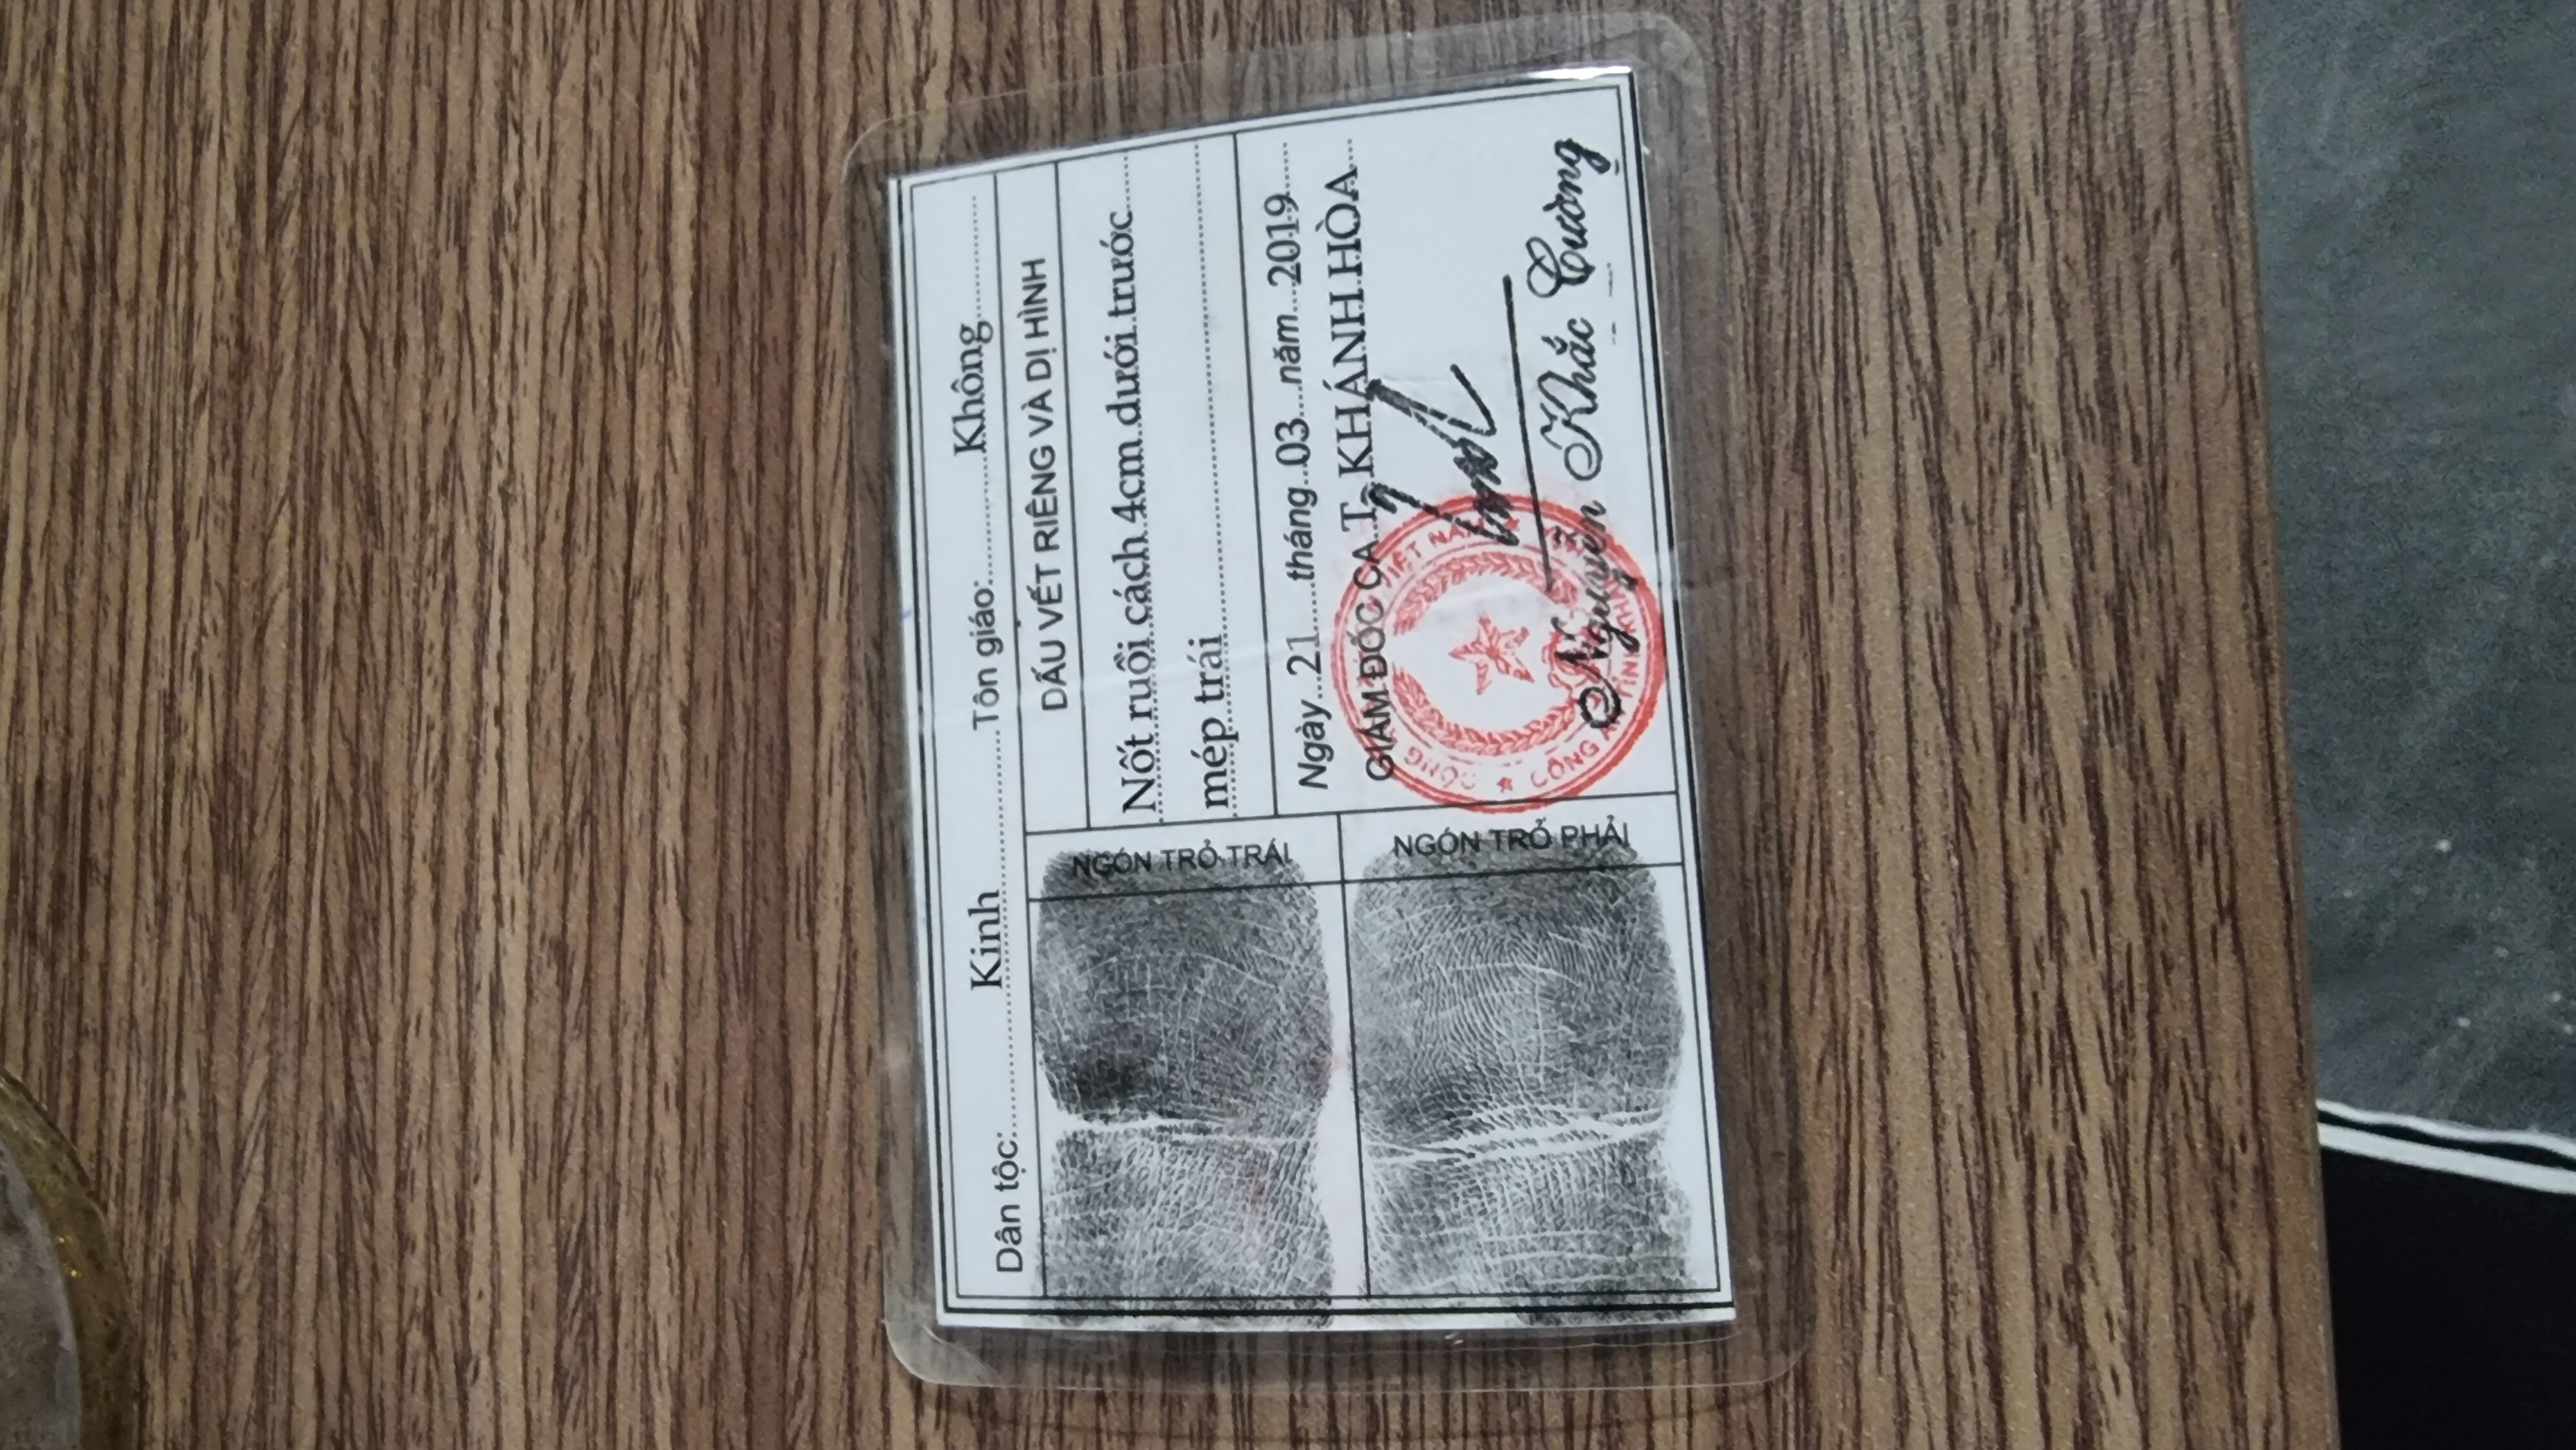 Dân tộc: Kinh Tôn giáo: Không
NGÓN TRỎ TRÁI
NGÓN TRỎ PHẢI
DẤU VẾT RIÊNG VÀ DỊ HÌNH
Nốt ruồi cách 4cm dưới trước
mép trái
Ngày 21 tháng 03 năm 2019
GIÁM ĐỐC CA T. KHÁNH HÒA
Nguyễn Khắc Cường